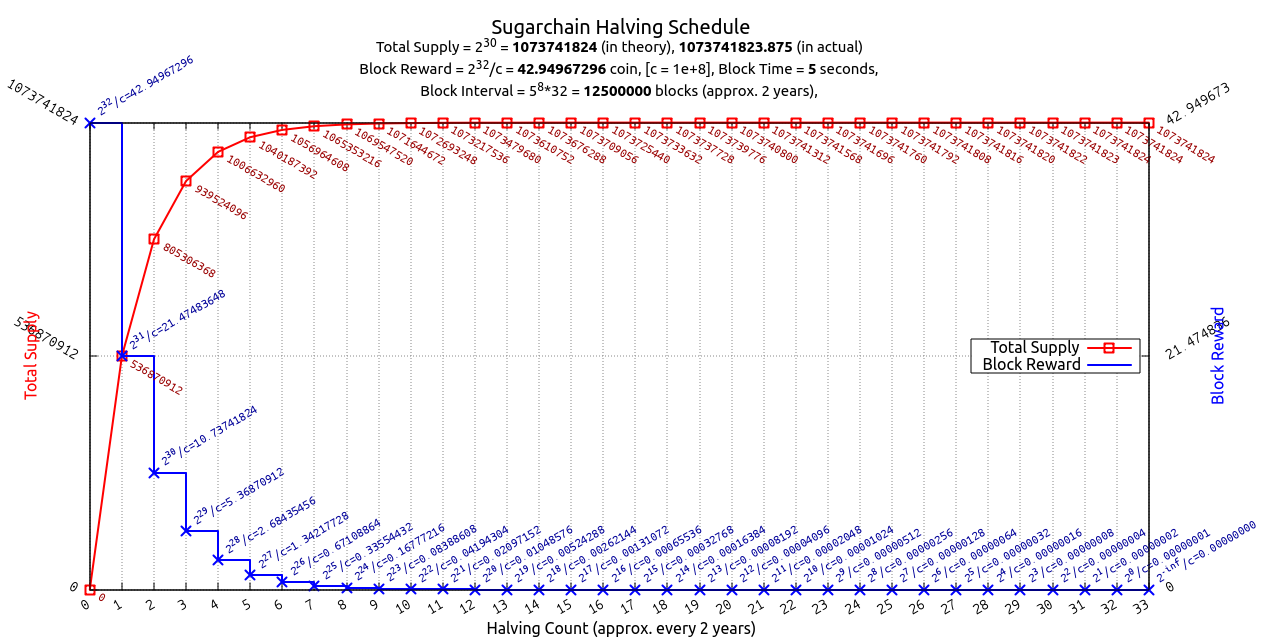 Sugarchain Halving Schedule
Total Supply = 2^30 = 1073741824 (in theory), 1073741823.875 (in actual)
Block Reward = 2^32/c = 42.94967296 coin, [c = 1e+8], Block Time = 5 seconds,
Block Interval = 5^8*32 = 12500000 blocks (approx. 2 years),
1073741824
536870912
0
Total Supply
42.949673
21.474836
0
Block Reward
0
536870912
805306368
939524096
1006632960
1040187392
1056964608
1065353216
1069547520
1071644672
1072693248
1073217536
1073479680
1073610752
1073676288
1073709056
1073725440
1073733632
1073737728
1073739776
1073740800
1073741312
1073741568
1073741696
1073741760
1073741792
1073741808
1073741816
1073741820
1073741822
1073741823
1073741824
1073741824
1073741824
2^32/c=42.94967296
2^31/c=21.47483648
2^30/c=10.73741824
2^29/c=5.36870912
2^28/c=2.68435456
2^27/c=1.34217728
2^26/c=0.67108864
2^25/c=0.33554432
2^24/c=0.16777216
2^23/c=0.08388608
2^22/c=0.04194304
2^21/c=0.02097152
2^20/c=0.01048576
2^19/c=0.00524288
2^18/c=0.00262144
2^17/c=0.00131072
2^16/c=0.00065536
2^15/c=0.00032768
2^14/c=0.00016384
2^13/c=0.00008192
2^12/c=0.00004096
2^11/c=0.00002048
2^10/c=0.00001024
2^9/c=0.00000512
2^8/c=0.00000256
2^7/c=0.00000128
2^6/c=0.00000064
2^5/c=0.00000032
2^4/c=0.00000016
2^3/c=0.00000008
2^2/c=0.00000004
2^1/c=0.00000002
2^0/c=0.00000001
2^-inf/c=0.00000000
Total Supply
Block Reward
0 1 2 3 4 5 6 7 8 9 10 11 12 13 14 15 16 17 18 19 20 21 22 23 24 25 26 27 28 29 30 31 32 33
Halving Count (approx. every 2 years)